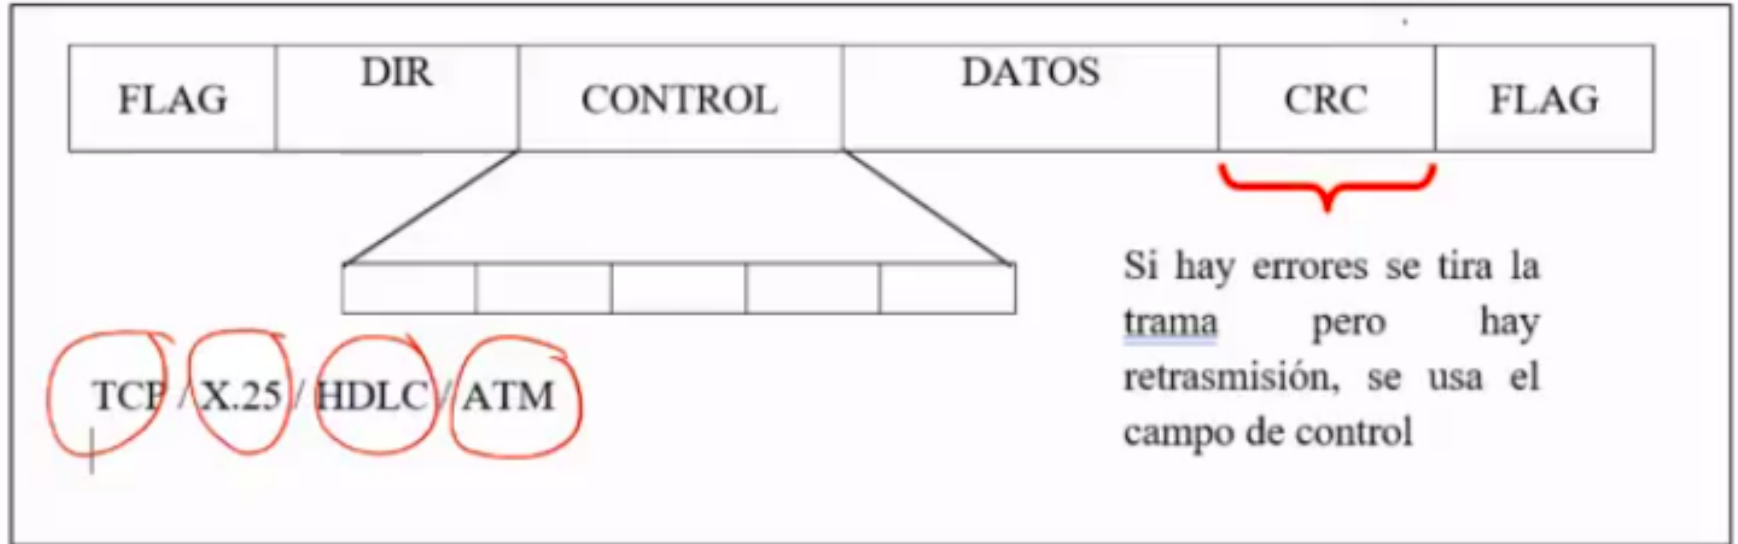 FLAG DIR CONTROL DATOS CRC FLAG
Si hay errores se tira la
trama pero hay
retrasmisión, se usa el
campo de control
TCP / X.25 / HDLC / ATM